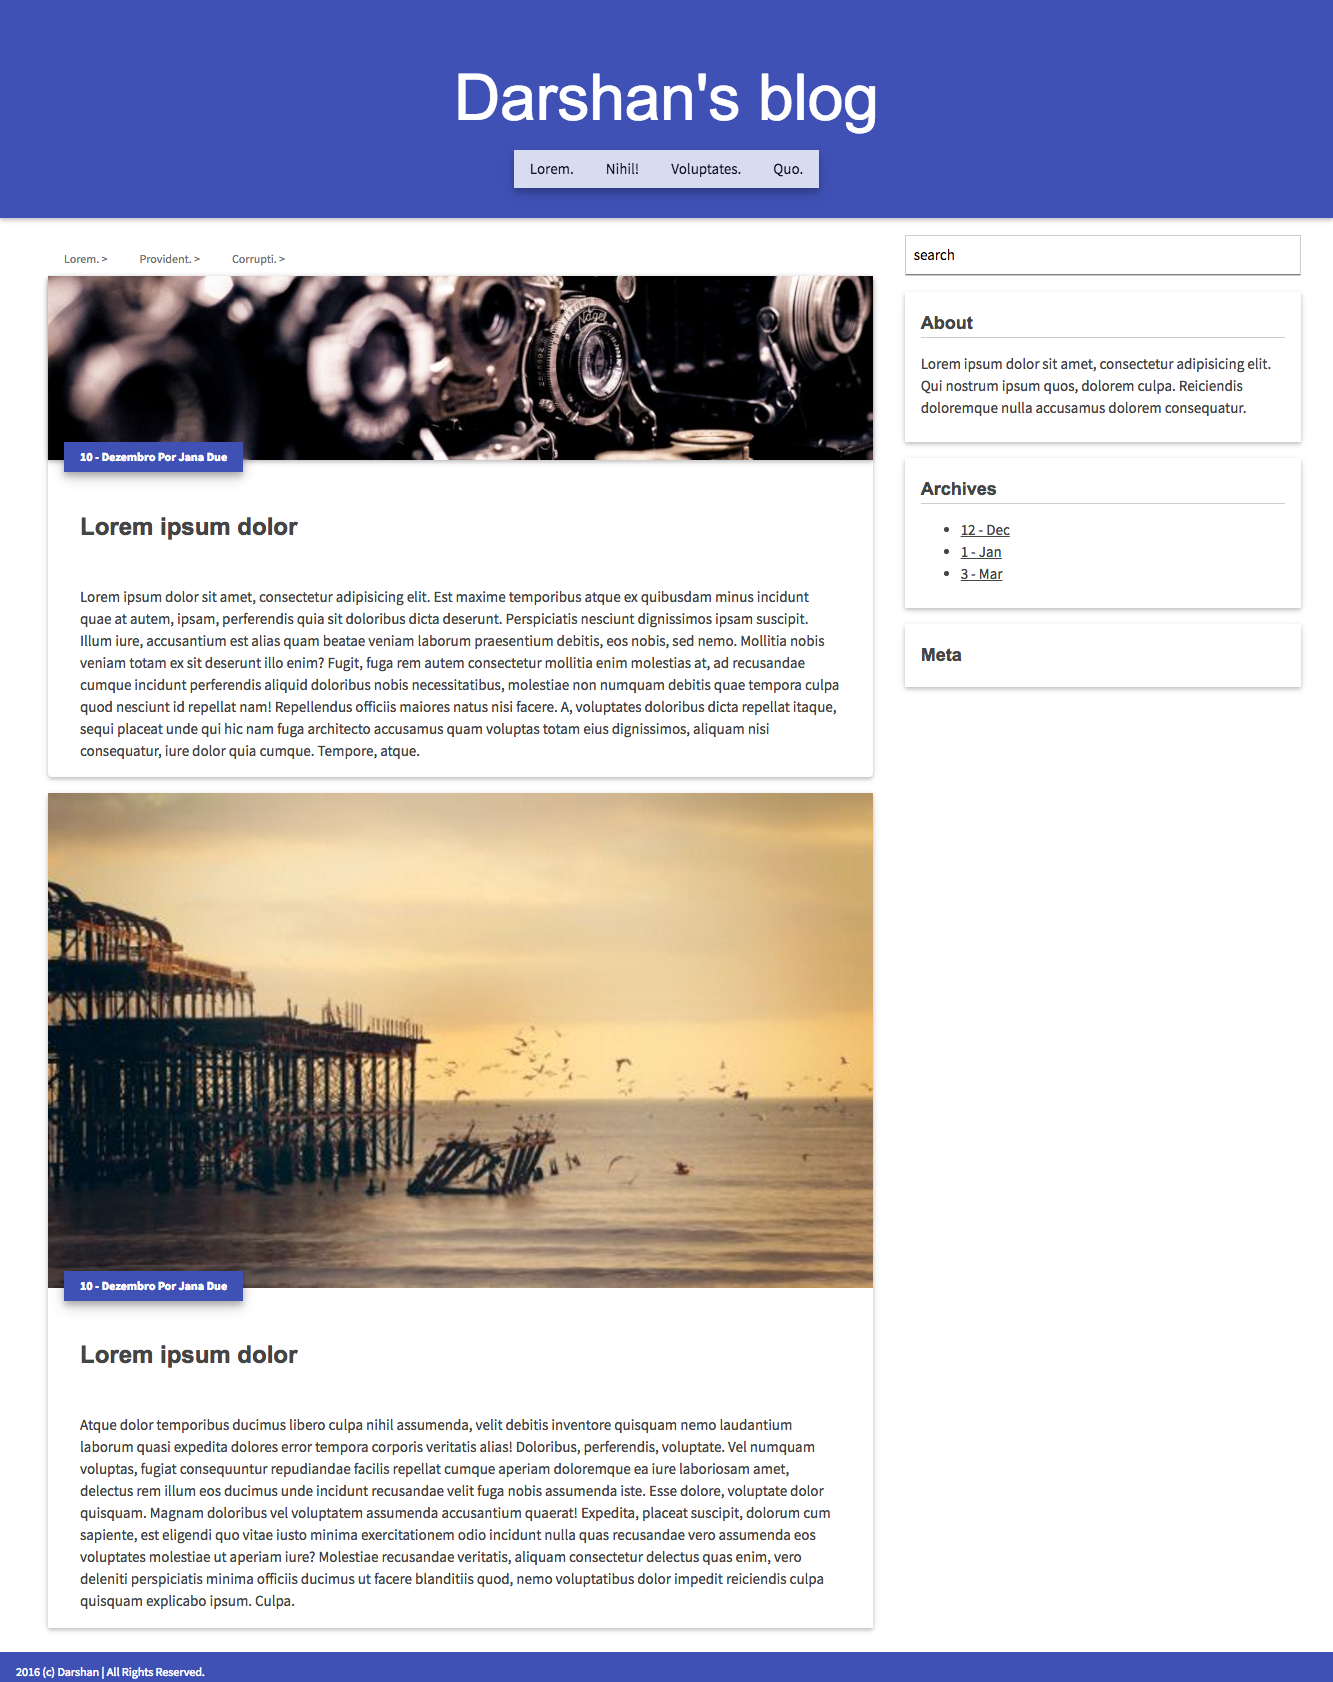 Darshan's blog
Lorem. Nihil! Voluptates. Quo.
Lorem. > Provident. > Corrupti. >
Nagel
10 - Dezembro Por Jana Due
Lorem ipsum dolor
Lorem ipsum dolor sit amet, consectetur adipisicing elit. Est maxime temporibus atque ex quibusdam minus incidunt
quae at autem, ipsam, perferendis quia sit doloribus dicta deserunt. Perspiciatis nesciunt dignissimos ipsam suscipit.
Illum iure, accusantium est alias quam beatae veniam laborum praesentium debitis, eos nobis, sed nemo. Mollitia nobis
veniam totam ex sit deserunt illo enim? Fugit, fuga rem autem consectetur mollitia enim molestias at, ad recusandae
cumque incidunt perferendis aliquid doloribus nobis necessitatibus, molestiae non numquam debitis quae tempora culpa
quod nesciunt id repellat nam! Repellendus officiis maiores natus nisi facere. A, voluptates doloribus dicta repellat itaque,
sequi placeat unde qui hic nam fuga architecto accusamus quam voluptas totam eius dignissimos, aliquam nisi
consequatur, iure dolor quia cumque. Tempore, atque.
10 - Dezembro Por Jana Due
Lorem ipsum dolor
Atque dolor temporibus ducimus libero culpa nihil assumenda, velit debitis inventore quisquam nemo laudantium
laborum quasi expedita dolores error tempora corporis veritatis alias! Doloribus, perferendis, voluptate. Vel numquam
voluptas, fugiat consequuntur repudiandae facilis repellat cumque aperiam doloremque ea iure laboriosam amet,
delectus rem illum eos ducimus unde incidunt recusandae velit fuga nobis assumenda iste. Esse dolore, voluptate dolor
quisquam. Magnam doloribus vel voluptatem assumenda accusantium quaerat! Expedita, placeat suscipit, dolorum cum
sapiente, est eligendi quo vitae iusto minima exercitationem odio incidunt nulla quas recusandae vero assumenda eos
voluptates molestiae ut aperiam iure? Molestiae recusandae veritatis, aliquam consectetur delectus quas enim, vero
deleniti perspiciatis minima officiis ducimus ut facere blanditiis quod, nemo voluptatibus dolor impedit reiciendis culpa
quisquam explicabo ipsum. Culpa.
search
About
Lorem ipsum dolor sit amet, consectetur adipisicing elit.
Qui nostrum ipsum quos, dolorem culpa. Reiciendis
doloremque nulla accusamus dolorem consequatur.
Archives
12 - Dec
1 - Jan
3 - Mar
Meta
2016 (c) Darshan | All Rights Reserved.